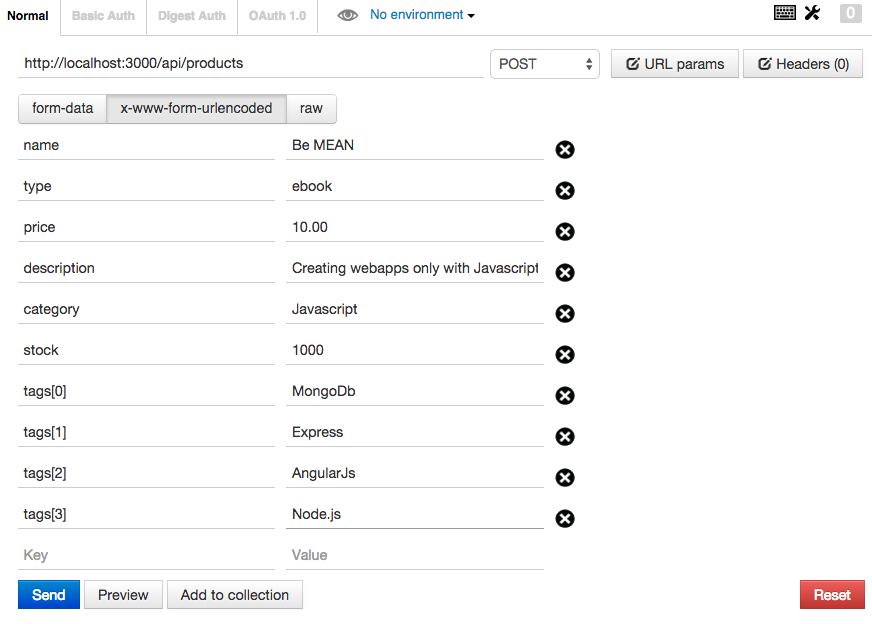 Normal Basic Auth Digest Auth OAuth 1.0 No environment 0
http://localhost:3000/api/products POST URL params Headers (0)
form-data x-www-form-urlencoded raw
name Be MEAN
type ebook
price 10.00
description Creating webapps only with Javascript
category Javascript
stock 1000
tags[0] MongoDb
tags[1] Express
tags[2] AngularJs
tags[3] Node.js
Key Value
Send Preview Add to collection Reset